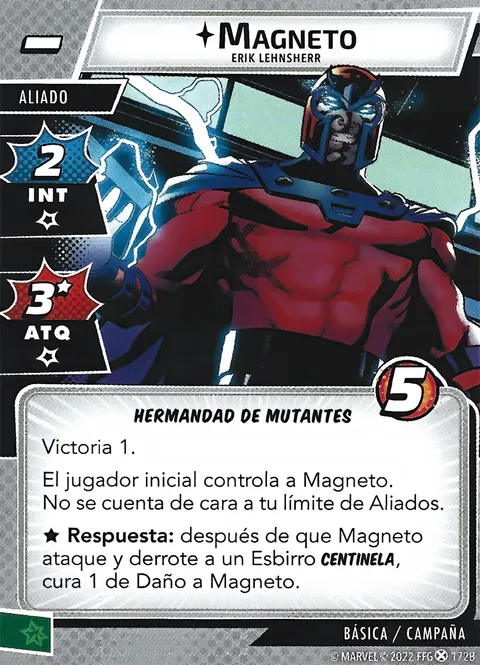 MAGNETO
ERIK LEHNSHERR
ALIADO
2
INT
3
ATQ
5
HERMANDAD DE MUTANTES
Victoria 1.
El jugador inicial controla a Magneto.
No se cuenta de cara a tu límite de Aliados.
★ Respuesta: después de que Magneto
ataque y derrote a un Esbirro CENTINELA,
cura 1 de Daño a Magneto.
BÁSICA / CAMPAÑA
© MARVEL © 2022 FFG 172B